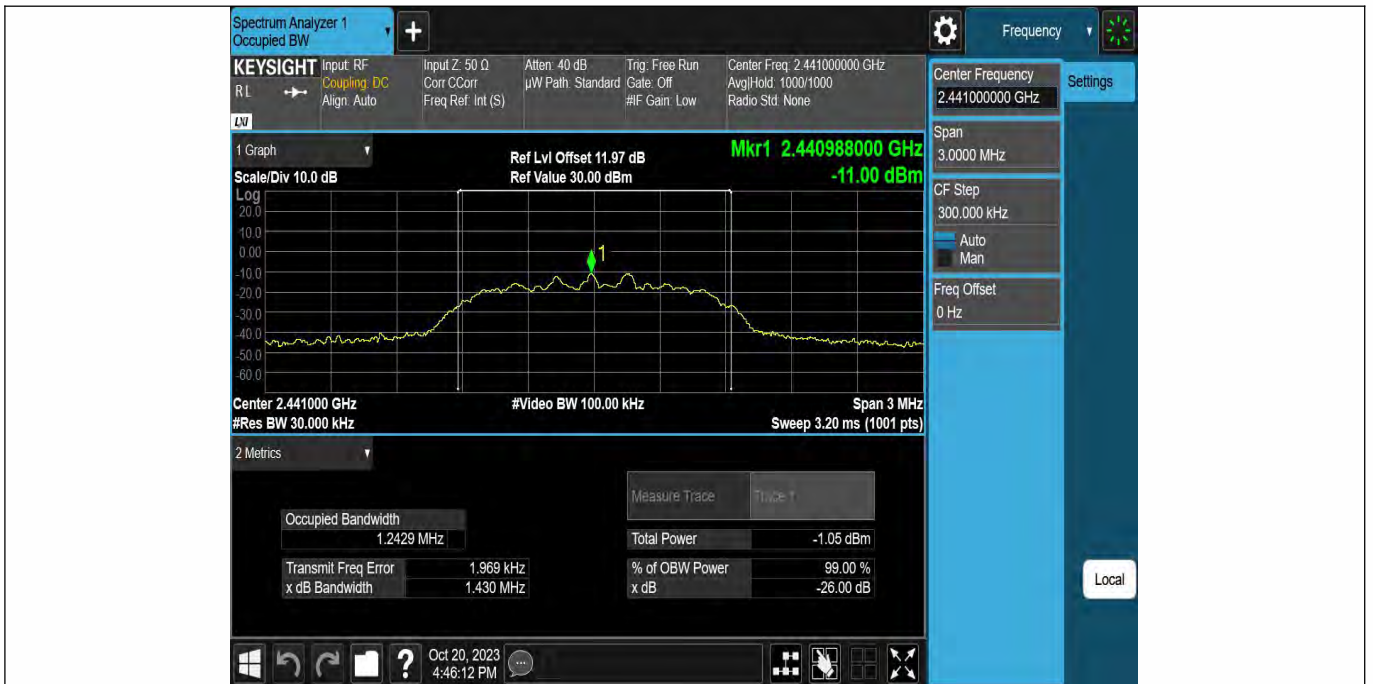 Spectrum Analyzer 1
Occupied BW
+
Frequency
KEYSIGHT
RL
LXI
Input: RF
Coupling: DC
Align: Auto
Input Z: 50 Ω
Corr CCorr
Freq Ref: Int (S)
Atten: 40 dB
µW Path: Standard
Trig: Free Run
Gate: Off
#IF Gain: Low
Center Freq: 2.441000000 GHz
Avg|Hold: 1000/1000
Radio Std: None
Center Frequency
2.441000000 GHz
Settings
Span
3.0000 MHz
CF Step
300.000 kHz
Auto
Man
Freq Offset
0 Hz
Local
1 Graph
Scale/Div 10.0 dB
Ref Lvl Offset 11.97 dB
Ref Value 30.00 dBm
Mkr1 2.440988000 GHz
-11.00 dBm
Log
20.0
10.0
0.00
-10.0
-20.0
-30.0
-40.0
-50.0
-60.0
1
Center 2.441000 GHz
#Video BW 100.00 kHz
Span 3 MHz
#Res BW 30.000 kHz
Sweep 3.20 ms (1001 pts)
2 Metrics
Measure Trace
Trace 1
Occupied Bandwidth
1.2429 MHz
Total Power
-1.05 dBm
Transmit Freq Error
1.969 kHz
% of OBW Power
99.00 %
x dB Bandwidth
1.430 MHz
x dB
-26.00 dB
?
Oct 20, 2023
4:46:12 PM